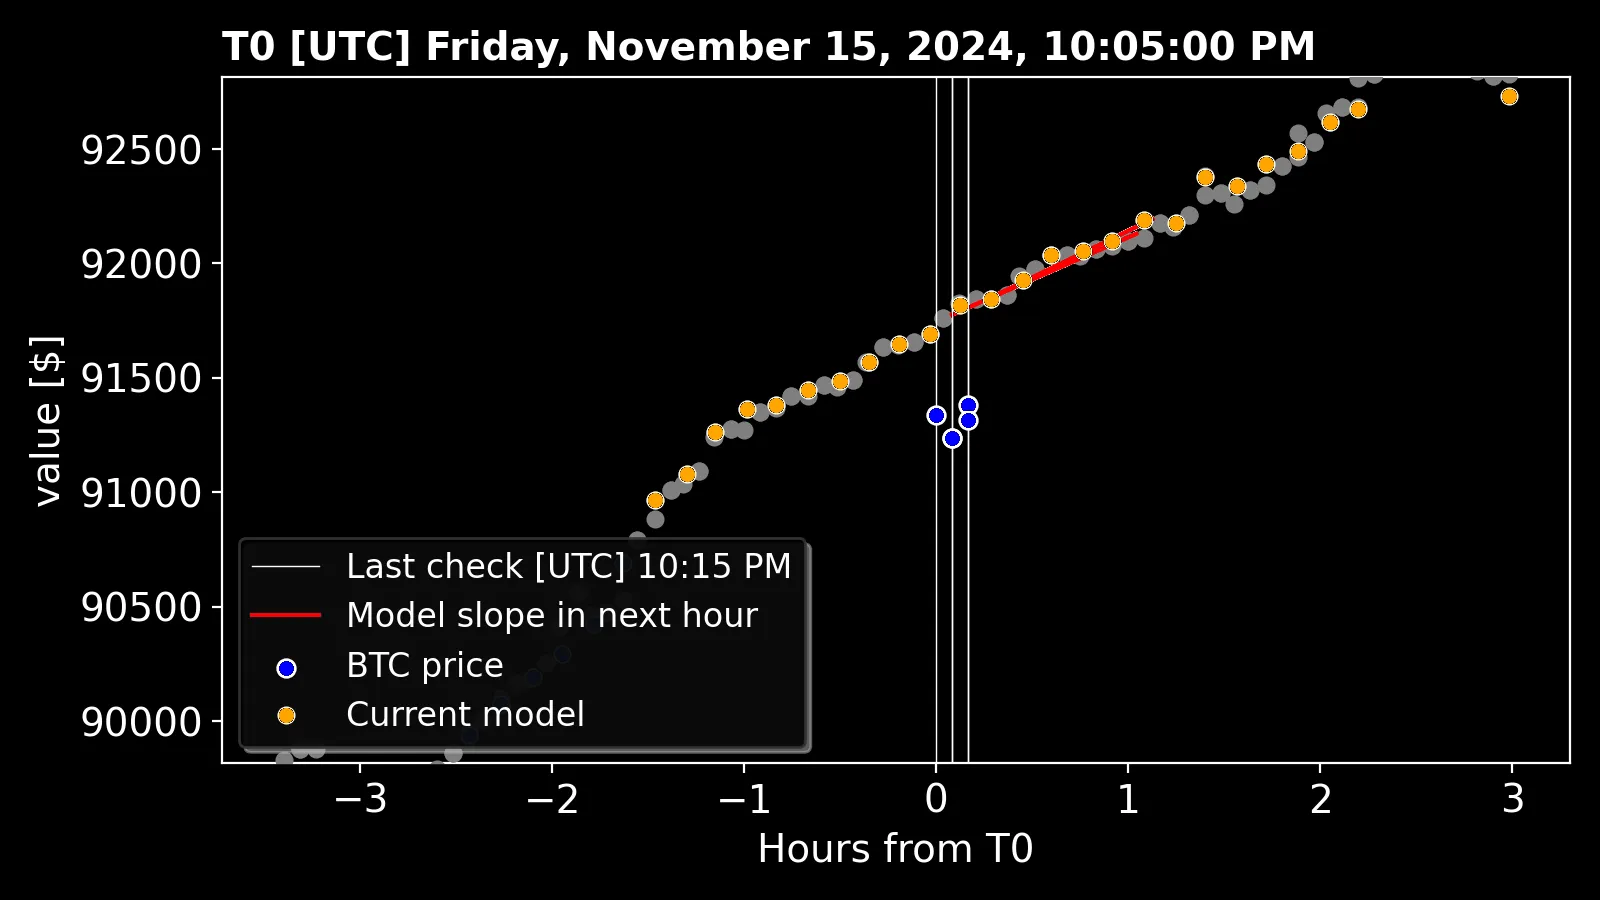 T0 [UTC] Friday, November 15, 2024, 10:05:00 PM
92500
92000
91500
91000
90500
90000
value [$]
Last check [UTC] 10:15 PM
Model slope in next hour
BTC price
Current model
−3
−2
−1
0
1
2
3
Hours from T0